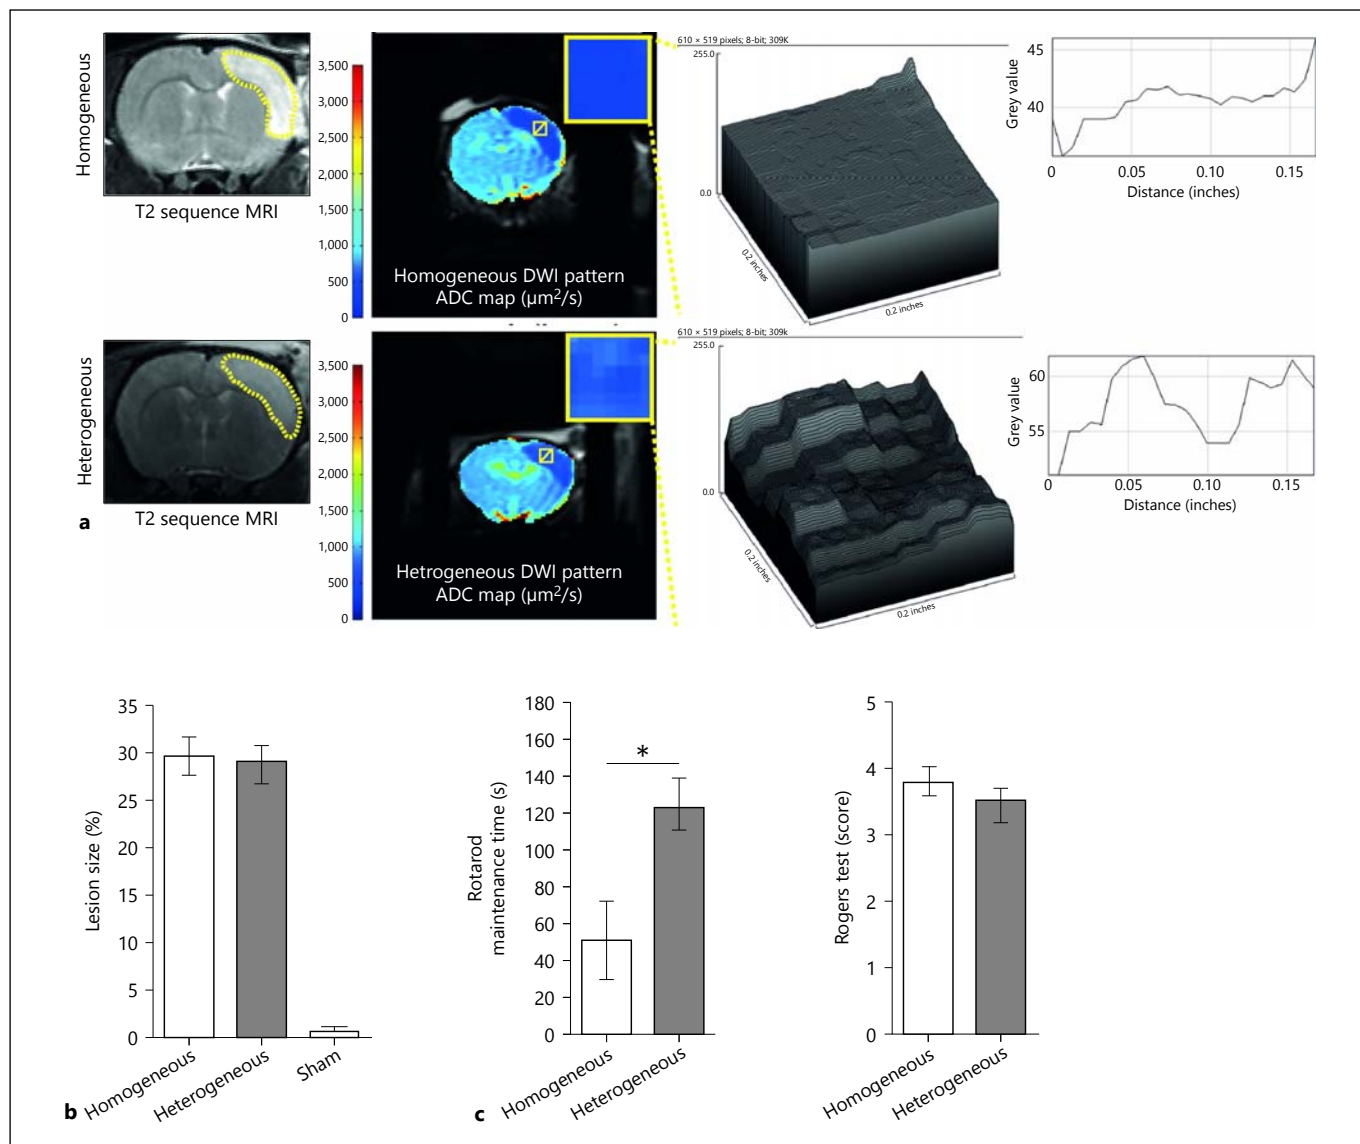 Homogeneous
T2 sequence MRI
3,500
3,000
2,500
2,000
1,500
1,000
500
0
Homogeneous DWI pattern
ADC map (µm²/s)
610 × 519 pixels; 8-bit; 309K
255.0
0.0
0.2 inches
0.2 inches
Grey value
45
40
0
0.05
0.10
0.15
Distance (inches)
Heterogeneous
T2 sequence MRI
3,500
3,000
2,500
2,000
1,500
1,000
500
0
Hetrogeneous DWI pattern
ADC map (µm²/s)
610 × 519 pixels; 8-bit; 309k
255.0
0.0
0.2 inches
0.2 inches
Grey value
60
55
0
0.05
0.10
0.15
Distance (inches)
a
Lesion size (%)
35
30
25
20
15
10
5
0
Homogeneous
Heterogeneous
Sham
b
Rotarod
maintenance time (s)
180
160
140
120
100
80
60
40
20
0
*
Homogeneous
Heterogeneous
c
Rogers test (score)
5
4
3
2
1
0
Homogeneous
Heterogeneous